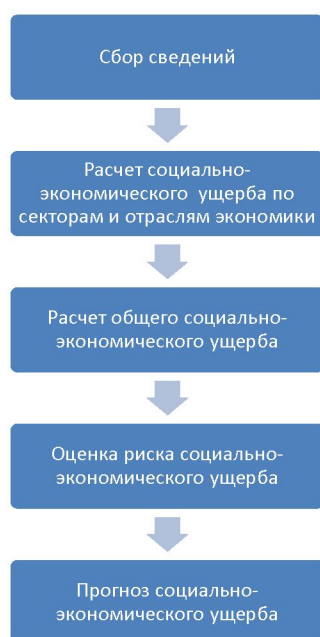 Сбор сведений
Расчет социально-
экономического ущерба по
секторам и отраслям экономики
Расчет общего социально-
экономического ущерба
Оценка риска социально-
экономического ущерба
Прогноз социально-
экономического ущерба